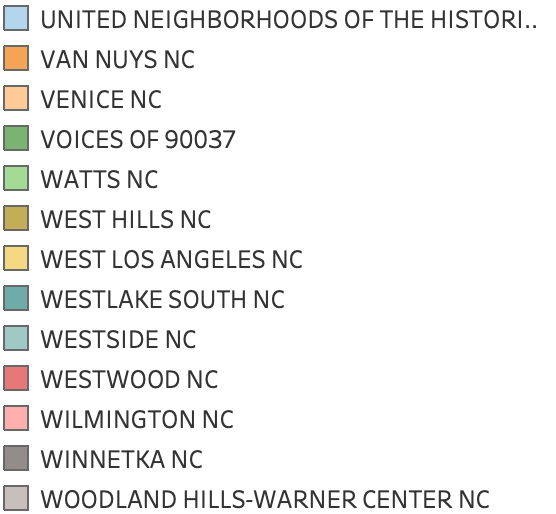 UNITED NEIGHBORHOODS OF THE HISTORI..
VAN NUYS NC
VENICE NC
VOICES OF 90037
WATTS NC
WEST HILLS NC
WEST LOS ANGELES NC
WESTLAKE SOUTH NC
WESTSIDE NC
WESTWOOD NC
WILMINGTON NC
WINNETKA NC
WOODLAND HILLS-WARNER CENTER NC